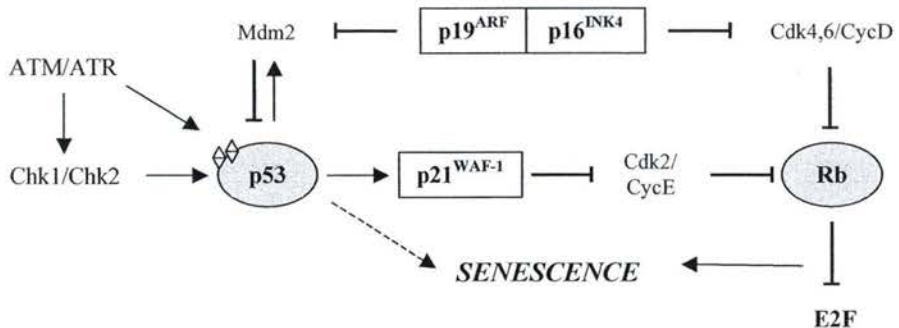 Mdm2
p19ARF
p16INK4
Cdk4,6/CycD
ATM/ATR
Chk1/Chk2
p53
p21WAF-1
Cdk2/
CycE
Rb
SENESCENCE
E2F